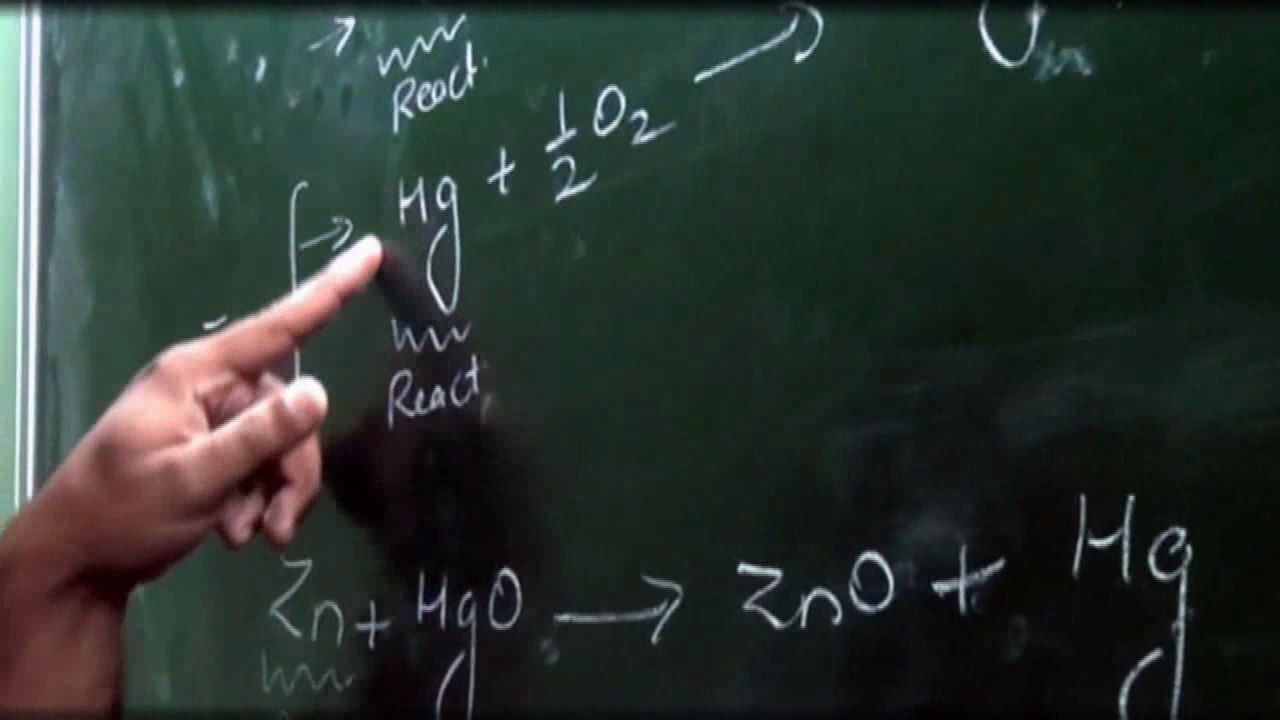 →
React.
→ Hg + 1/2 O2 →
React.
Zn + HgO → ZnO + Hg